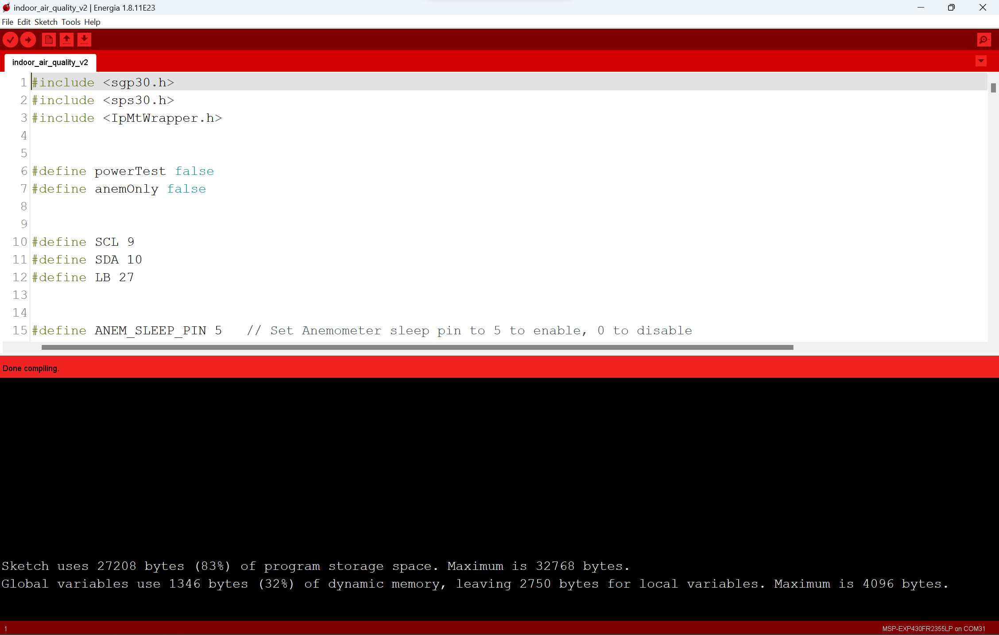 indoor_air_quality_v2 | Energia 1.8.11E23
File Edit Sketch Tools Help
indoor_air_quality_v2
1 #include <sgp30.h>
2 #include <sps30.h>
3 #include <IpMtWrapper.h>
4
5
6 #define powerTest false
7 #define anemOnly false
8
9
10 #define SCL 9
11 #define SDA 10
12 #define LB 27
13
14
15 #define ANEM_SLEEP_PIN 5   // Set Anemometer sleep pin to 5 to enable, 0 to disable
Done compiling.
Sketch uses 27208 bytes (83%) of program storage space. Maximum is 32768 bytes.
Global variables use 1346 bytes (32%) of dynamic memory, leaving 2750 bytes for local variables. Maximum is 4096 bytes.
1
MSP-EXP430FR2355LP on COM31